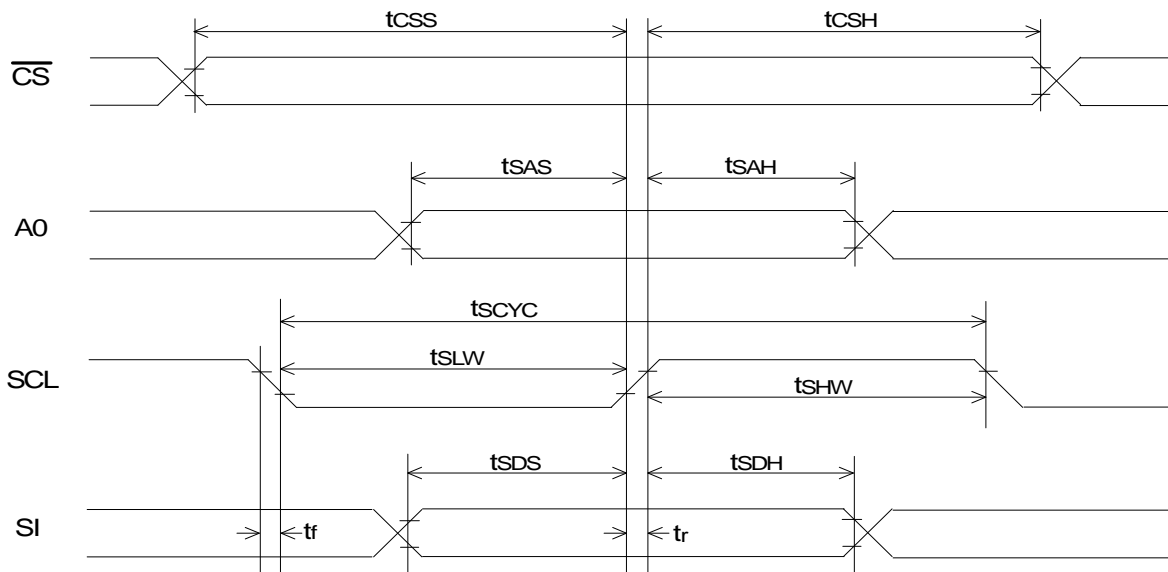 tCSS
tCSH
CS
tSAS
tSAH
A0
tSCYC
SCL
tSLW
tSHW
tSDS
tSDH
SI
tf
tr